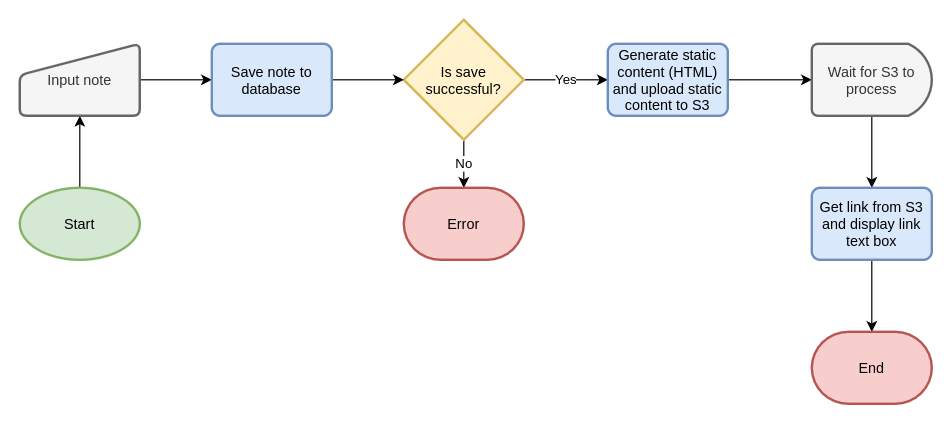 Input note
Save note to
database
Is save
successful?
Yes
Generate static
content (HTML)
and upload static
content to S3
Wait for S3 to
process
No
Start
Error
Get link from S3
and display link
text box
End